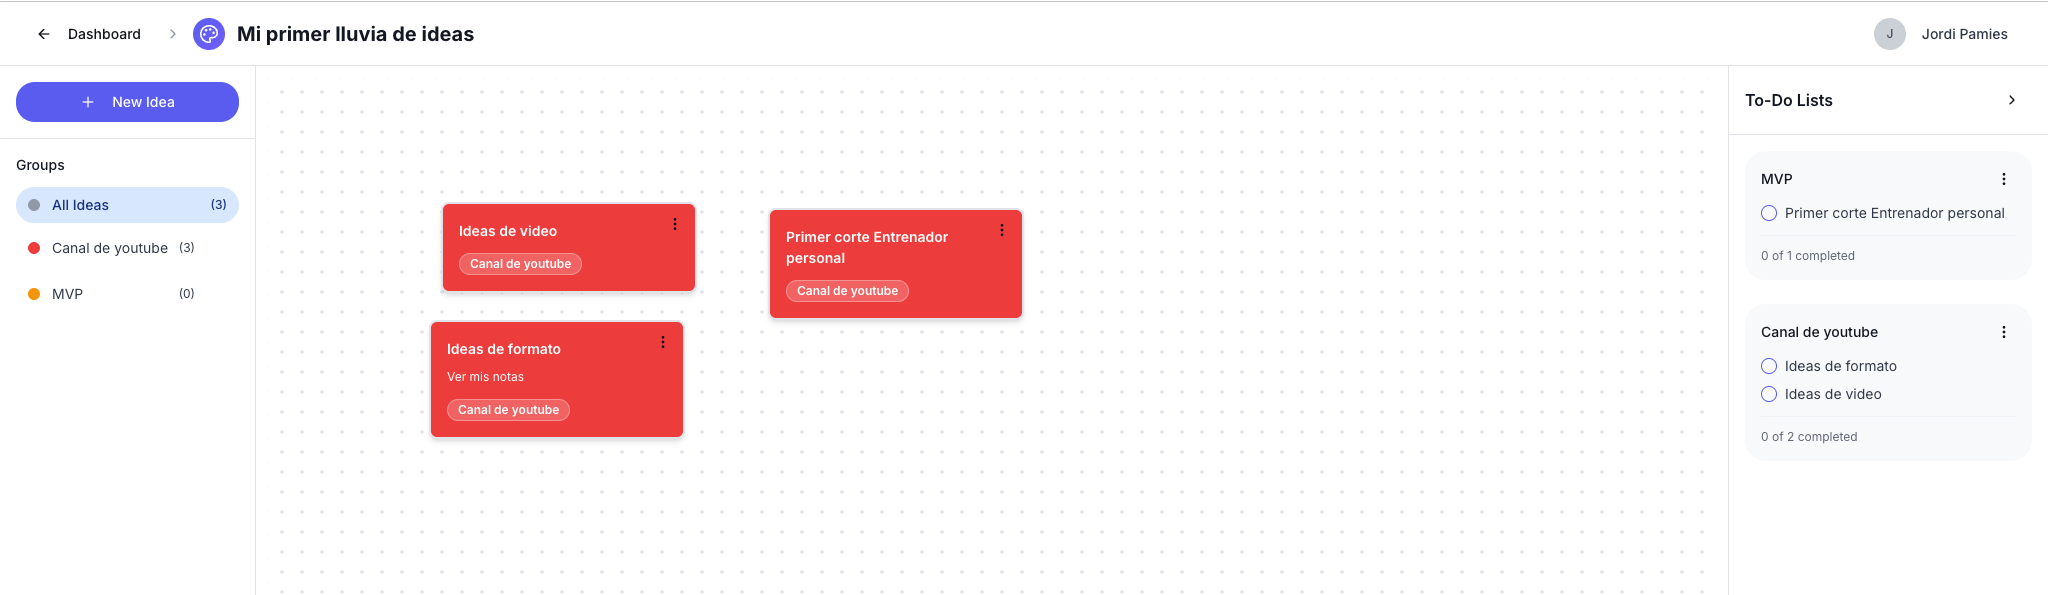 Dashboard
Mi primer lluvia de ideas
J
Jordi Pamies
New Idea
Groups
All Ideas (3)
Canal de youtube (3)
MVP (0)
Ideas de video
Canal de youtube
Primer corte Entrenador
personal
Canal de youtube
Ideas de formato
Ver mis notas
Canal de youtube
To-Do Lists
MVP
Primer corte Entrenador personal
0 of 1 completed
Canal de youtube
Ideas de formato
Ideas de video
0 of 2 completed